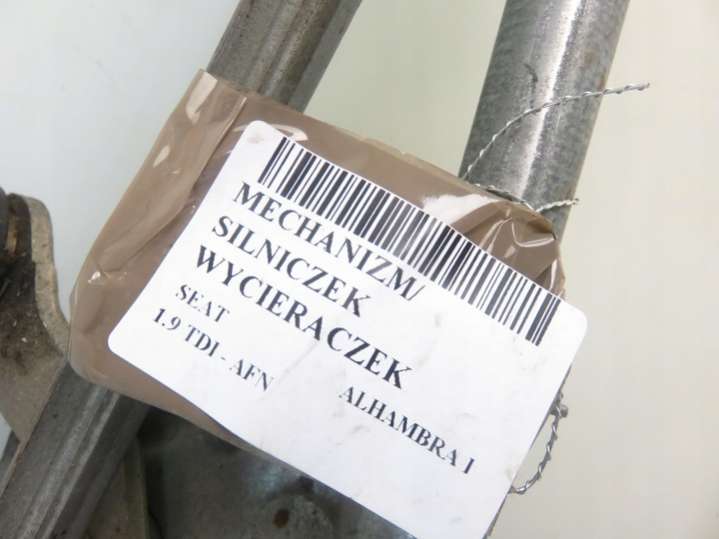 MECHANIZM/
SILNICZEK
WYCIERACZEK
SEAT ALHAMBRA I
1.9 TDI - AFN